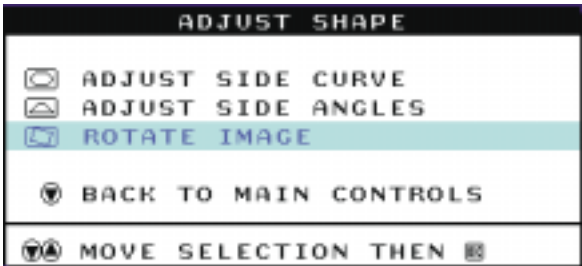 ADJUST SHAPE
ADJUST SIDE CURVE
ADJUST SIDE ANGLES
ROTATE IMAGE
BACK TO MAIN CONTROLS
MOVE SELECTION THEN